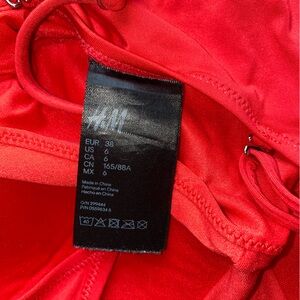 H&M
EUR 38
US 6
CA 6
CN 165/88A
MX 6
Made in China
Fabriqué en Chine
Hecho en China